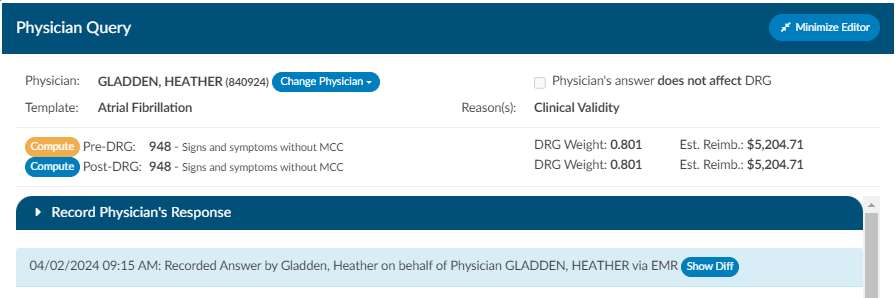 Physician Query
Minimize Editor
Physician: GLADDEN, HEATHER (840924) Change Physician
Physician's answer does not affect DRG
Template: Atrial Fibrillation
Reason(s): Clinical Validity
Compute Pre-DRG: 948 - Signs and symptoms without MCC DRG Weight: 0.801 Est. Reimb.: $5,204.71
Compute Post-DRG: 948 - Signs and symptoms without MCC DRG Weight: 0.801 Est. Reimb.: $5,204.71
Record Physician's Response
04/02/2024 09:15 AM: Recorded Answer by Gladden, Heather on behalf of Physician GLADDEN, HEATHER via EMR Show Diff